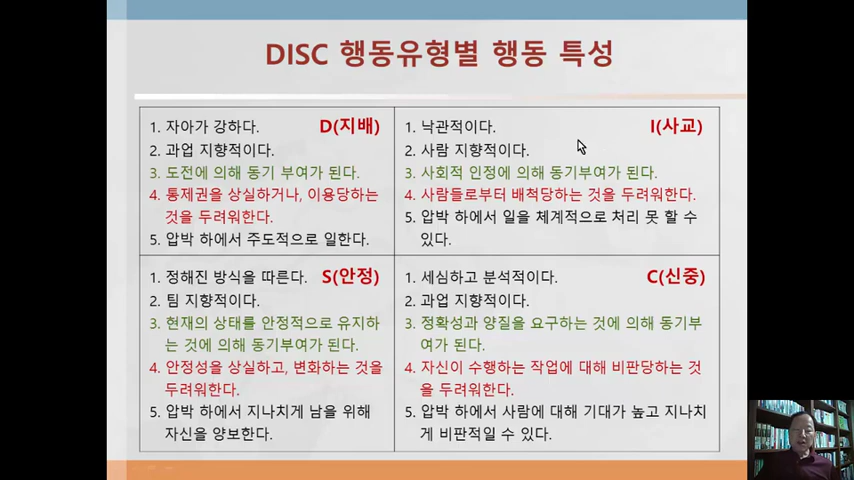 DISC 행동유형별 행동 특성
1. 자아가 강하다. D(지배)
2. 과업 지향적이다.
3. 도전에 의해 동기 부여가 된다.
4. 통제권을 상실하거나, 이용당하는
것을 두려워한다.
5. 압박 하에서 주도적으로 일한다.
1. 낙관적이다. I(사교)
2. 사람 지향적이다.
3. 사회적 인정에 의해 동기부여가 된다.
4. 사람들로부터 배척당하는 것을 두려워한다.
5. 압박 하에서 일을 체계적으로 처리 못 할 수
있다.
1. 정해진 방식을 따른다. S(안정)
2. 팀 지향적이다.
3. 현재의 상태를 안정적으로 유지하
는 것에 의해 동기부여가 된다.
4. 안정성을 상실하고, 변화하는 것을
두려워한다.
5. 압박 하에서 지나치게 남을 위해
자신을 양보한다.
1. 세심하고 분석적이다. C(신중)
2. 과업 지향적이다.
3. 정확성과 양질을 요구하는 것에 의해 동기부
여가 된다.
4. 자신이 수행하는 작업에 대해 비판당하는 것
을 두려워한다.
5. 압박 하에서 사람에 대해 기대가 높고 지나치
게 비판적일 수 있다.